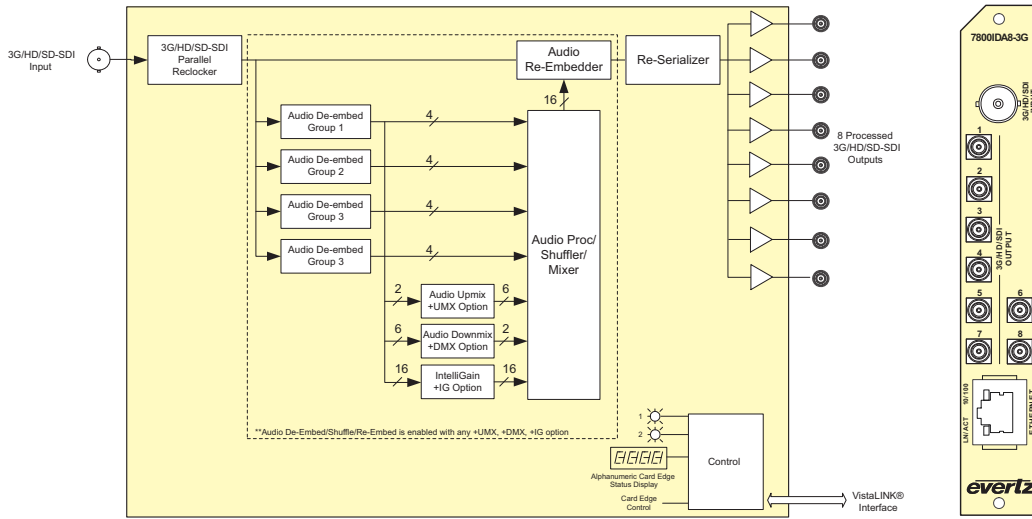 3G/HD/SD-SDI
Input
3G/HD/SD-SDI
Parallel
Reclocker
Audio
Re-Embedder
Re-Serializer
16
Audio De-embed
Group 1
4
Audio De-embed
Group 2
4
Audio De-embed
Group 3
4
Audio De-embed
Group 3
4
Audio Proc/
Shuffler/
Mixer
2
Audio Upmix
+UMX Option
6
6
Audio Downmix
+DMX Option
2
16
IntelliGain
+IG Option
16
**Audio De-Embed/Shuffle/Re-Embed is enabled with any +UMX, +DMX, +IG option
8 Processed
3G/HD/SD-SDI
Outputs
1
2
Alphanumeric Card Edge
Status Display
Card Edge
Control
Control
VistaLINK®
Interface
7800IDA8-3G
3G/HD/SDI
1
2
3
4
3G/HD/SDI
OUTPUT
5
6
7
8
LN/ACT
10/100
ETHERNET
evertz